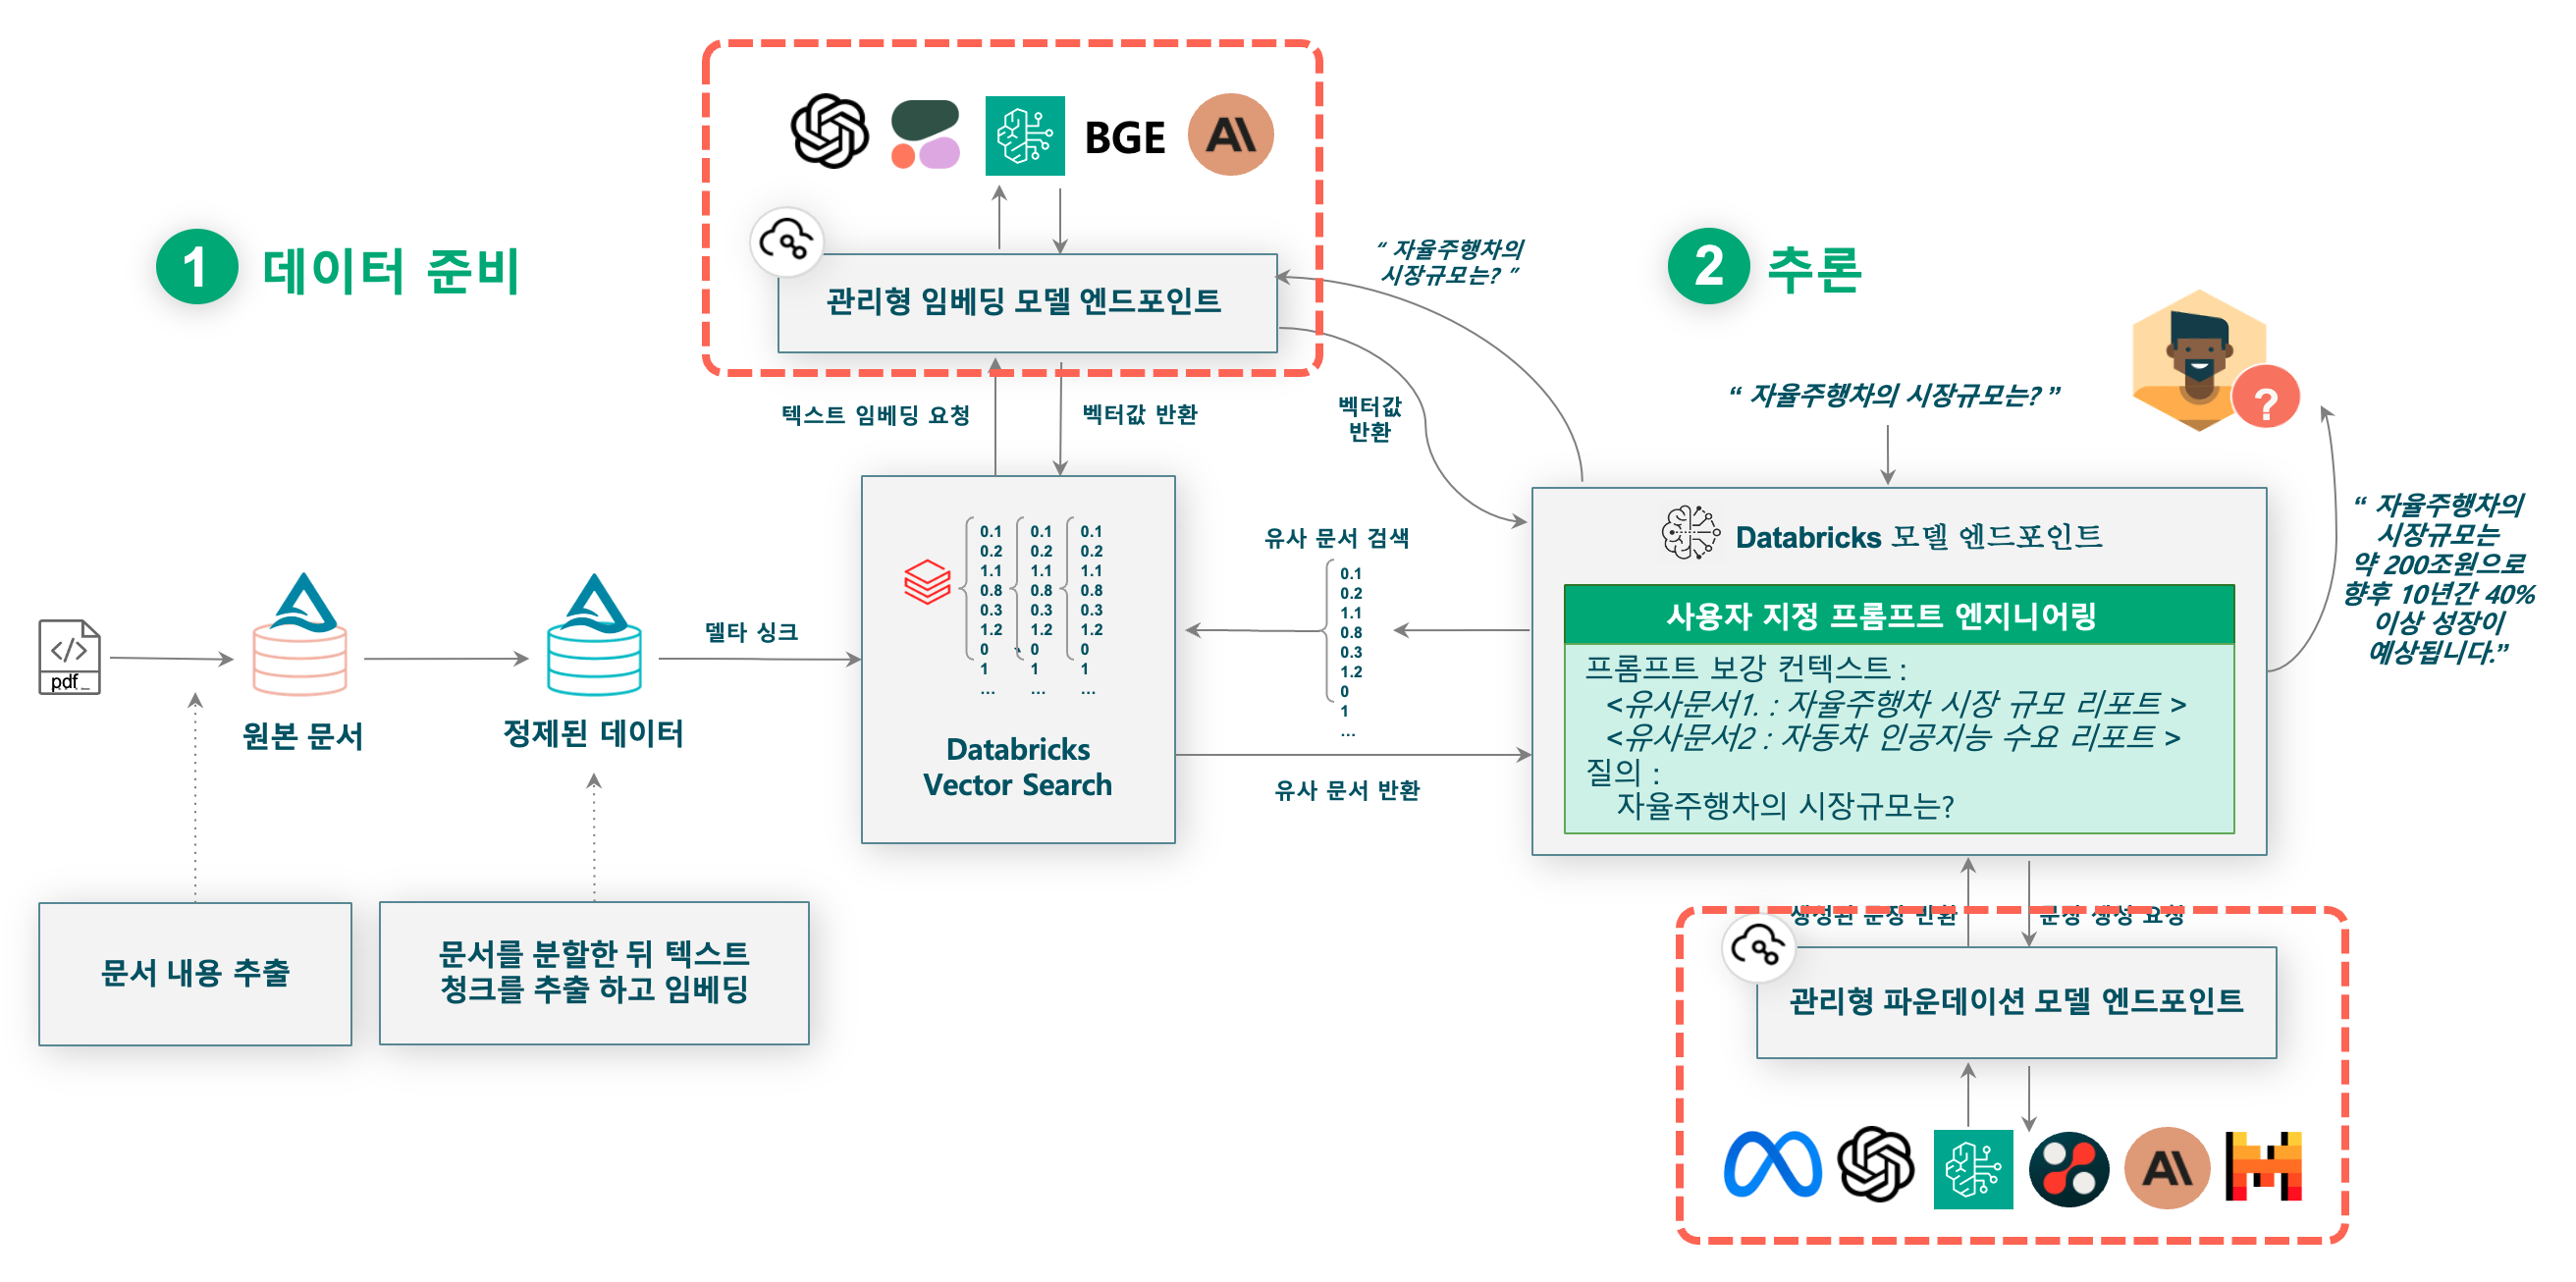 BGE
1 데이터 준비
관리형 임베딩 모델 엔드포인트
텍스트 임베딩 요청
벡터값 반환
“ 자율주행차의
시장규모는? ”
벡터값
반환
2 추론
“ 자율주행차의 시장규모는? ”
?
“ 자율주행차의
시장규모는
약 200조원으로
향후 10년간 40%
이상 성장이
예상됩니다.”
pdf_
원본 문서
정제된 데이터
델타 싱크
문서 내용 추출
문서를 분할한 뒤 텍스트
청크를 추출 하고 임베딩
0.1 0.1 0.1
0.2 0.2 0.2
1.1 1.1 1.1
0.8 0.8 0.8
0.3 0.3 0.3
1.2 1.2 1.2
0 0 0
1 1 1
... ... ...
Databricks
Vector Search
유사 문서 검색
0.1
0.2
1.1
0.8
0.3
1.2
0
1
...
유사 문서 반환
Databricks 모델 엔드포인트
사용자 지정 프롬프트 엔지니어링
프롬프트 보강 컨텍스트 :
<유사문서1. : 자율주행차 시장 규모 리포트 >
<유사문서2 : 자동차 인공지능 수요 리포트 >
질의 :
자율주행차의 시장규모는?
생성된 문장 반환
문장 생성 요청
관리형 파운데이션 모델 엔드포인트